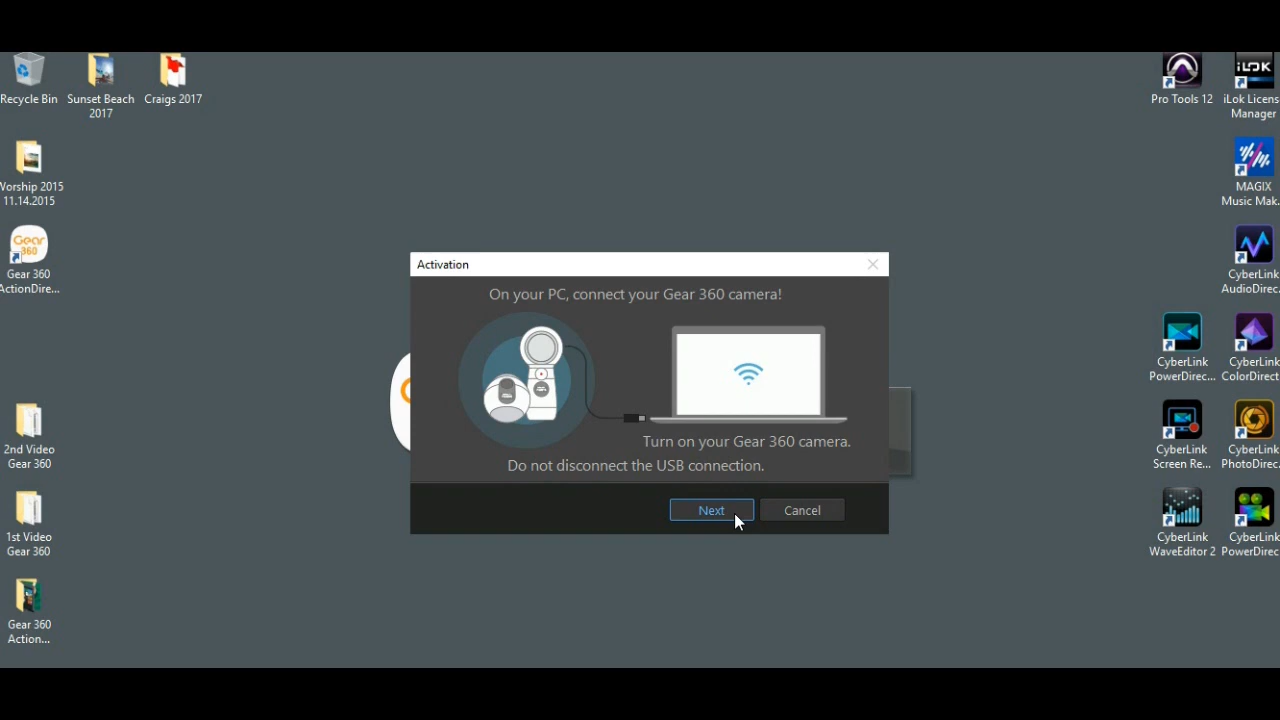 Recycle Bin
Sunset Beach
2017
Craigs 2017
Pro Tools 12
iLOK
iLok Licens
Manager
Vorship 2015
11.14.2015
MAGIX
Music Mak...
Gear
360
Gear 360
ActionDire...
CyberLink
AudioDirec...
Activation
On your PC, connect your Gear 360 camera!
Turn on your Gear 360 camera.
Do not disconnect the USB connection.
Next
Cancel
CyberLink
PowerDirec...
CyberLink
ColorDirect
2nd Video
Gear 360
CyberLink
Screen Re...
CyberLink
PhotoDirec...
1st Video
Gear 360
CyberLink
WaveEditor 2
CyberLink
PowerDirec
Gear 360
Action...